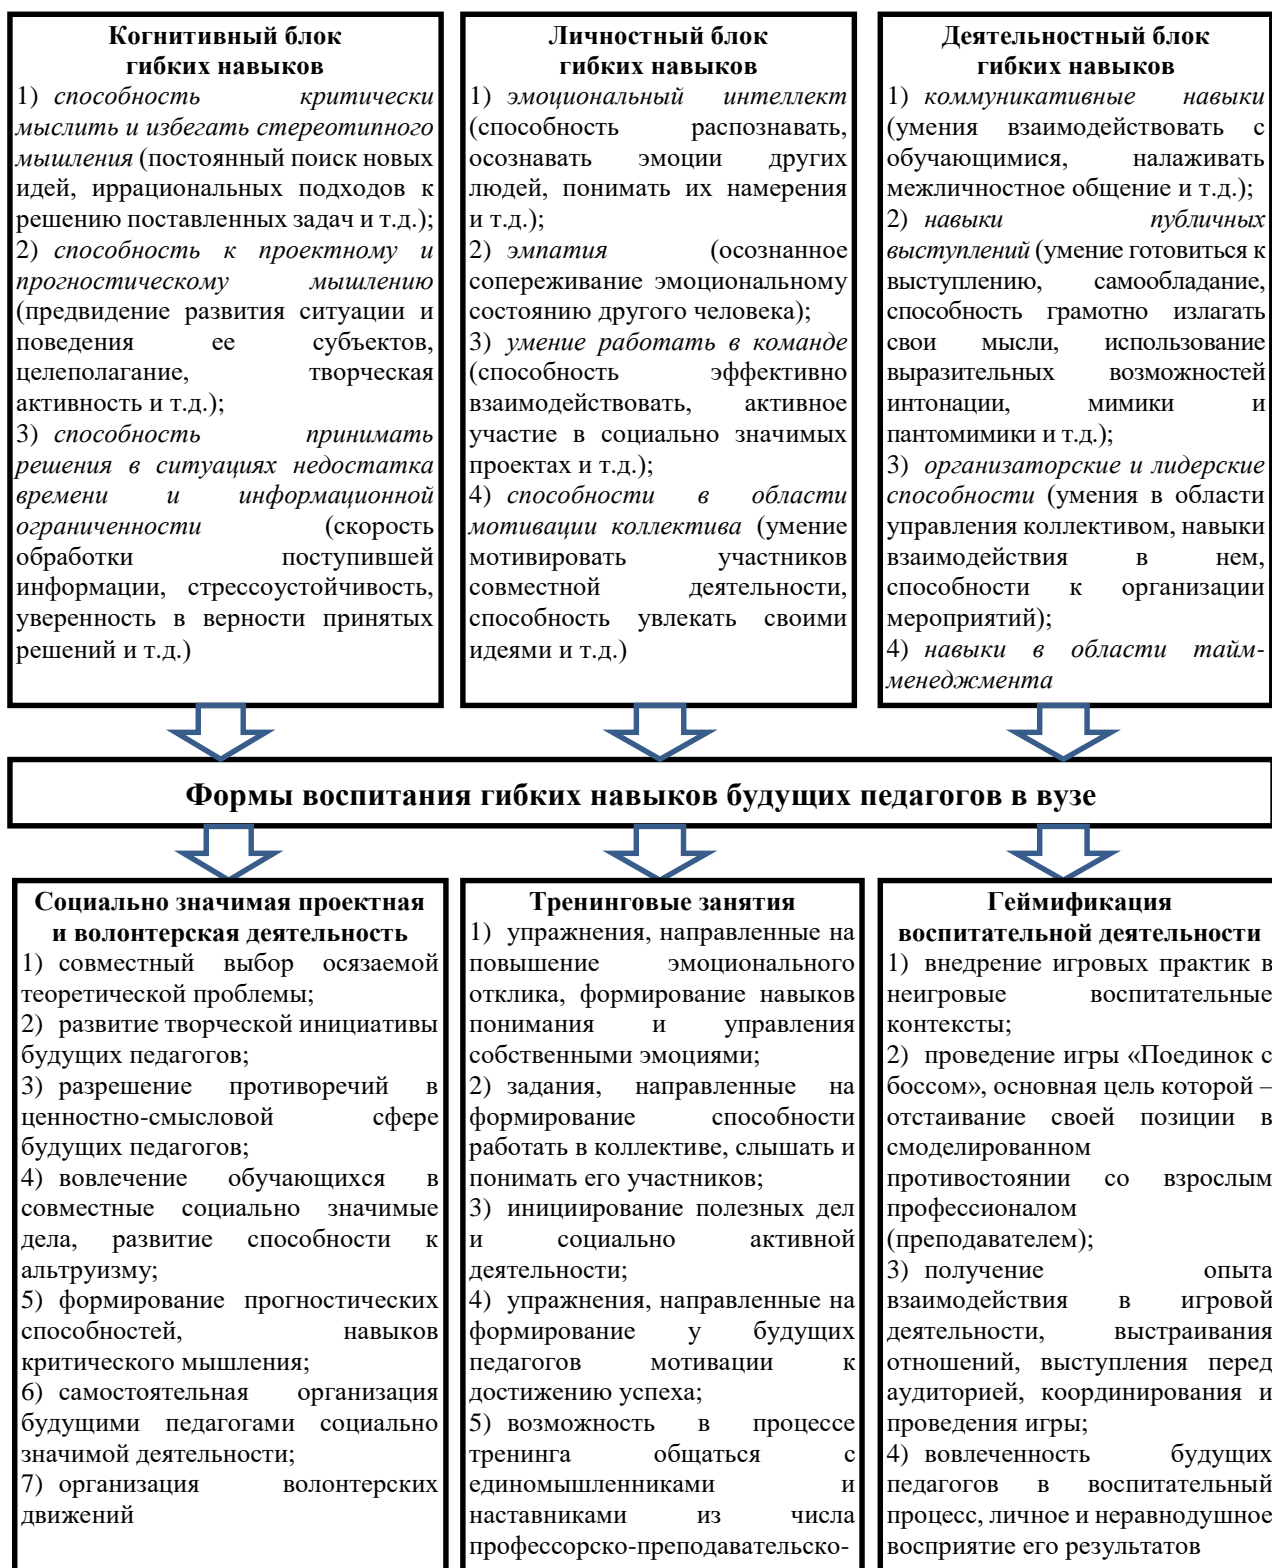 Когнитивный блок
гибких навыков
1) способность критически
мыслить и избегать стереотипного
мышления (постоянный поиск новых
идей, иррациональных подходов к
решению поставленных задач и т.д.);
2) способность к проектному и
прогностическому мышлению
(предвидение развития ситуации и
поведения ее субъектов,
целеполагание, творческая
активность и т.д.);
3) способность принимать
решения в ситуациях недостатка
времени и информационной
ограниченности (скорость
обработки поступившей
информации, стрессоустойчивость,
уверенность в верности принятых
решений и т.д.)
Личностный блок
гибких навыков
1) эмоциональный интеллект
(способность распознавать,
осознавать эмоции других
людей, понимать их намерения
и т.д.);
2) эмпатия (осознанное
сопереживание эмоциональному
состоянию другого человека);
3) умение работать в команде
(способность эффективно
взаимодействовать, активное
участие в социально значимых
проектах и т.д.);
4) способности в области
мотивации коллектива (умение
мотивировать участников
совместной деятельности,
способность увлекать своими
идеями и т.д.)
Деятельностный блок
гибких навыков
1) коммуникативные навыки
(умения взаимодействовать с
обучающимися, налаживать
межличностное общение и т.д.);
2) навыки публичных
выступлений (умение готовиться к
выступлению, самообладание,
способность грамотно излагать
свои мысли, использование
выразительных возможностей
интонации, мимики и
пантомимики и т.д.);
3) организаторские и лидерские
способности (умения в области
управления коллективом, навыки
взаимодействия в нем,
способности к организации
мероприятий);
4) навыки в области тайм-
менеджмента
Формы воспитания гибких навыков будущих педагогов в вузе
Социально значимая проектная
и волонтерская деятельность
1) совместный выбор осязаемой
теоретической проблемы;
2) развитие творческой инициативы
будущих педагогов;
3) разрешение противоречий в
ценностно-смысловой сфере
будущих педагогов;
4) вовлечение обучающихся в
совместные социально значимые
дела, развитие способности к
альтруизму;
5) формирование прогностических
способностей, навыков
критического мышления;
6) самостоятельная организация
будущими педагогами социально
значимой деятельности;
7) организация волонтерских
движений
Тренинговые занятия
1) упражнения, направленные на
повышение эмоционального
отклика, формирование навыков
понимания и управления
собственными эмоциями;
2) задания, направленные на
формирование способности
работать в коллективе, слышать и
понимать его участников;
3) инициирование полезных дел
и социально активной
деятельности;
4) упражнения, направленные на
формирование у будущих
педагогов мотивации к
достижению успеха;
5) возможность в процессе
тренинга общаться с
единомышленниками и
наставниками из числа
профессорско-преподавательско-
Геймификация
воспитательной деятельности
1) внедрение игровых практик в
неигровые воспитательные
контексты;
2) проведение игры «Поединок с
боссом», основная цель которой –
отстаивание своей позиции в
смоделированном
противостоянии со взрослым
профессионалом
(преподавателем);
3) получение опыта
взаимодействия в игровой
деятельности, выстраивания
отношений, выступления перед
аудиторией, координирования и
проведения игры;
4) вовлеченность будущих
педагогов в воспитательный
процесс, личное и неравнодушное
восприятие его результатов